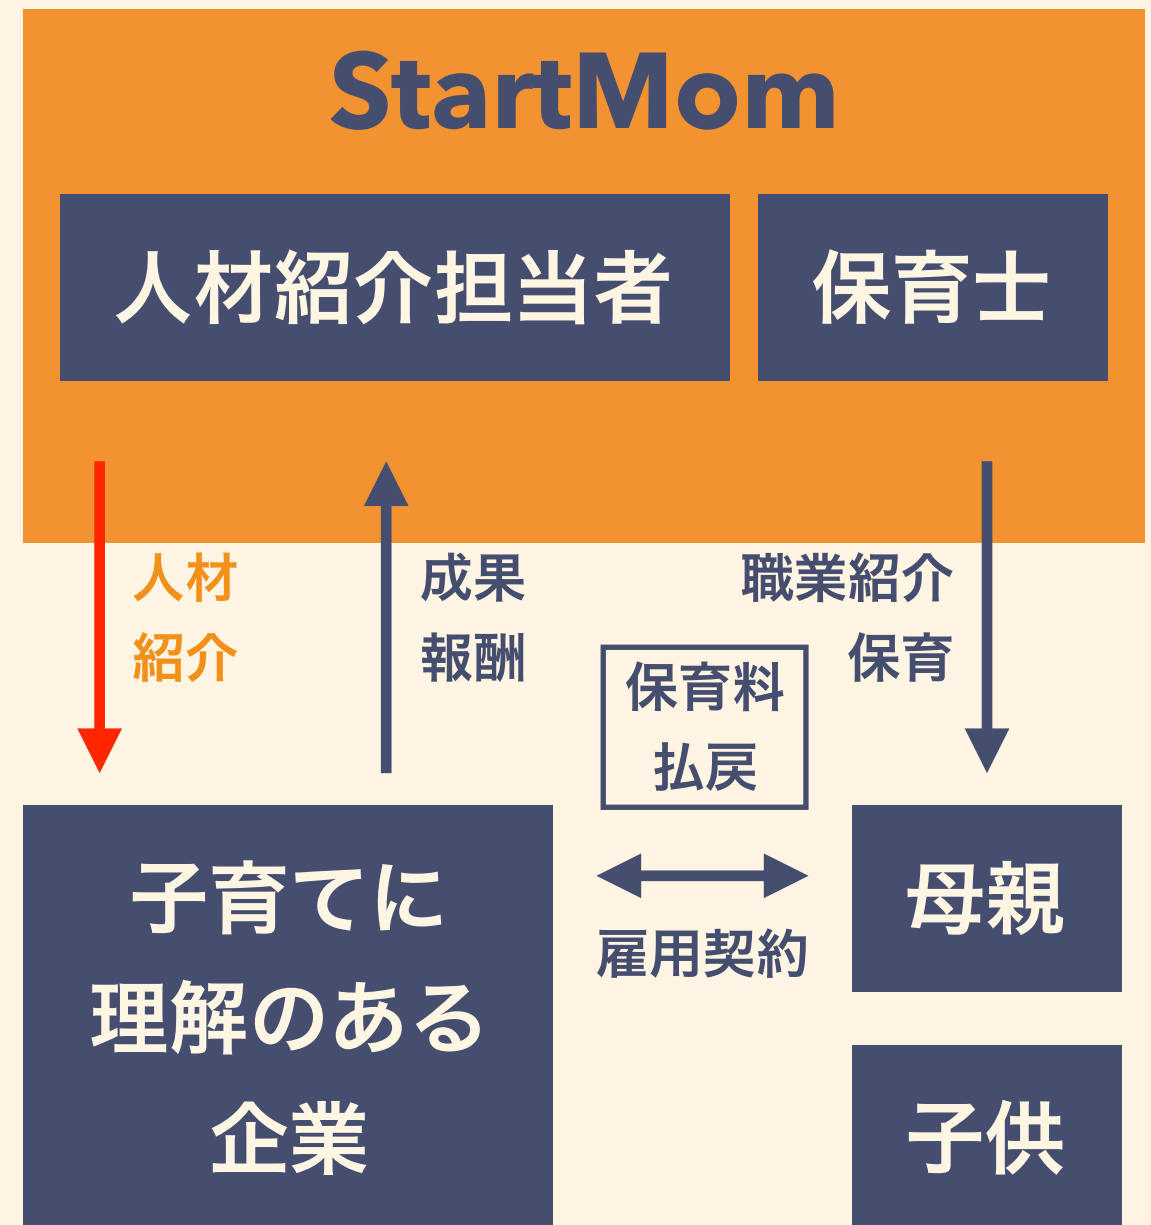 StartMom
人材紹介担当者
保育士
人材
紹介
成果
報酬
職業紹介
保育
保育料
払戻
雇用契約
子育てに
理解のある
企業
母親
子供